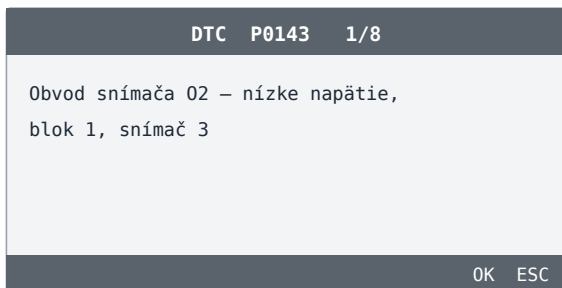 DTC P0143 1/8
Obvod snímača O2 – nízke napätie,
blok 1, snímač 3
OK ESC